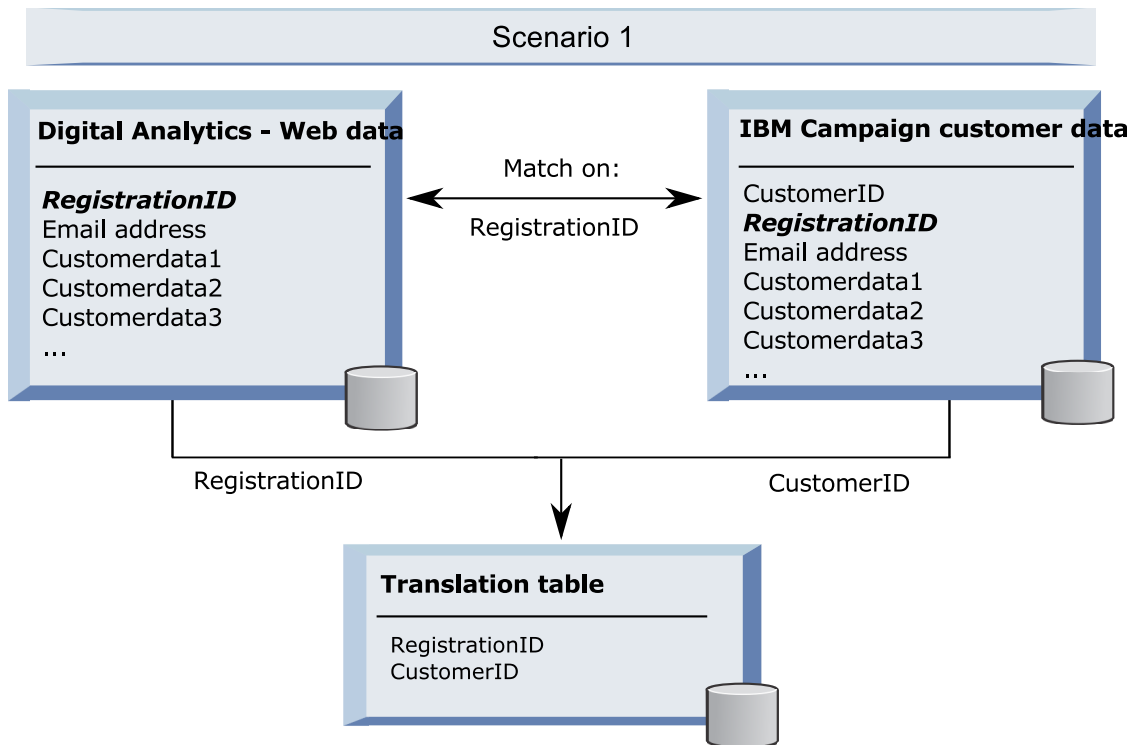 Scenario 1
Digital Analytics - Web data
RegistrationID
Email address
Customerdata1
Customerdata2
Customerdata3
...
Match on:
RegistrationID
IBM Campaign customer data
CustomerID
RegistrationID
Email address
Customerdata1
Customerdata2
Customerdata3
...
RegistrationID
CustomerID
Translation table
RegistrationID
CustomerID